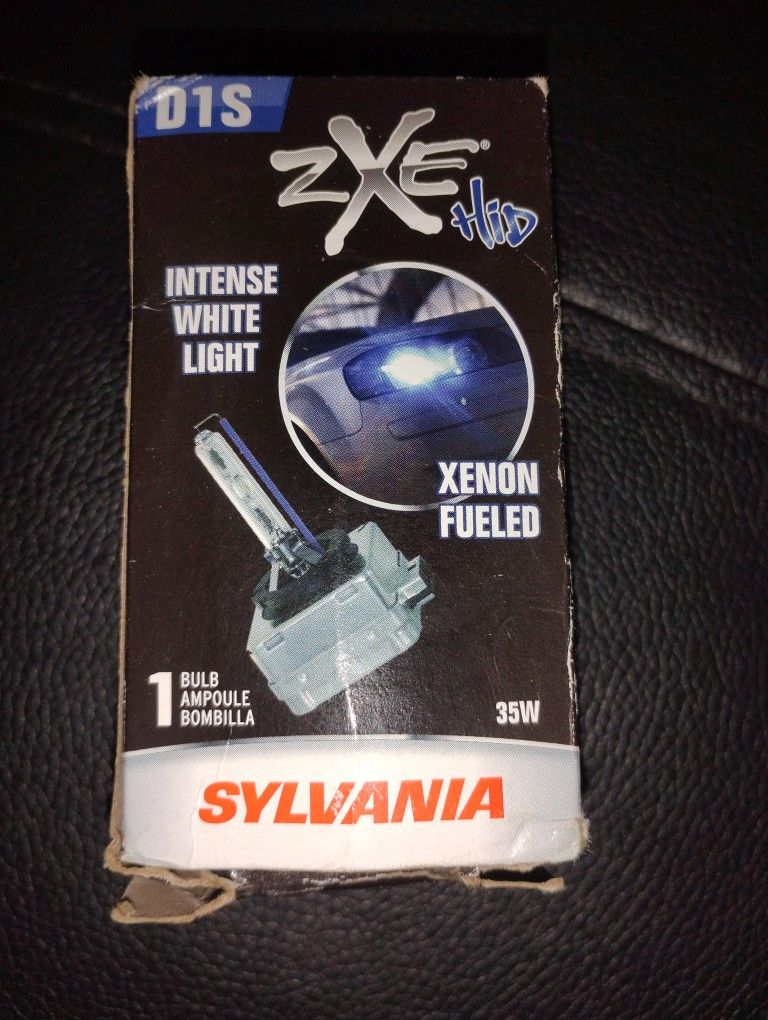 D1S
zXE®
HiD
INTENSE
WHITE
LIGHT
XENON
FUELED
1 BULB
AMPOULE
BOMBILLA
35W
SYLVANIA